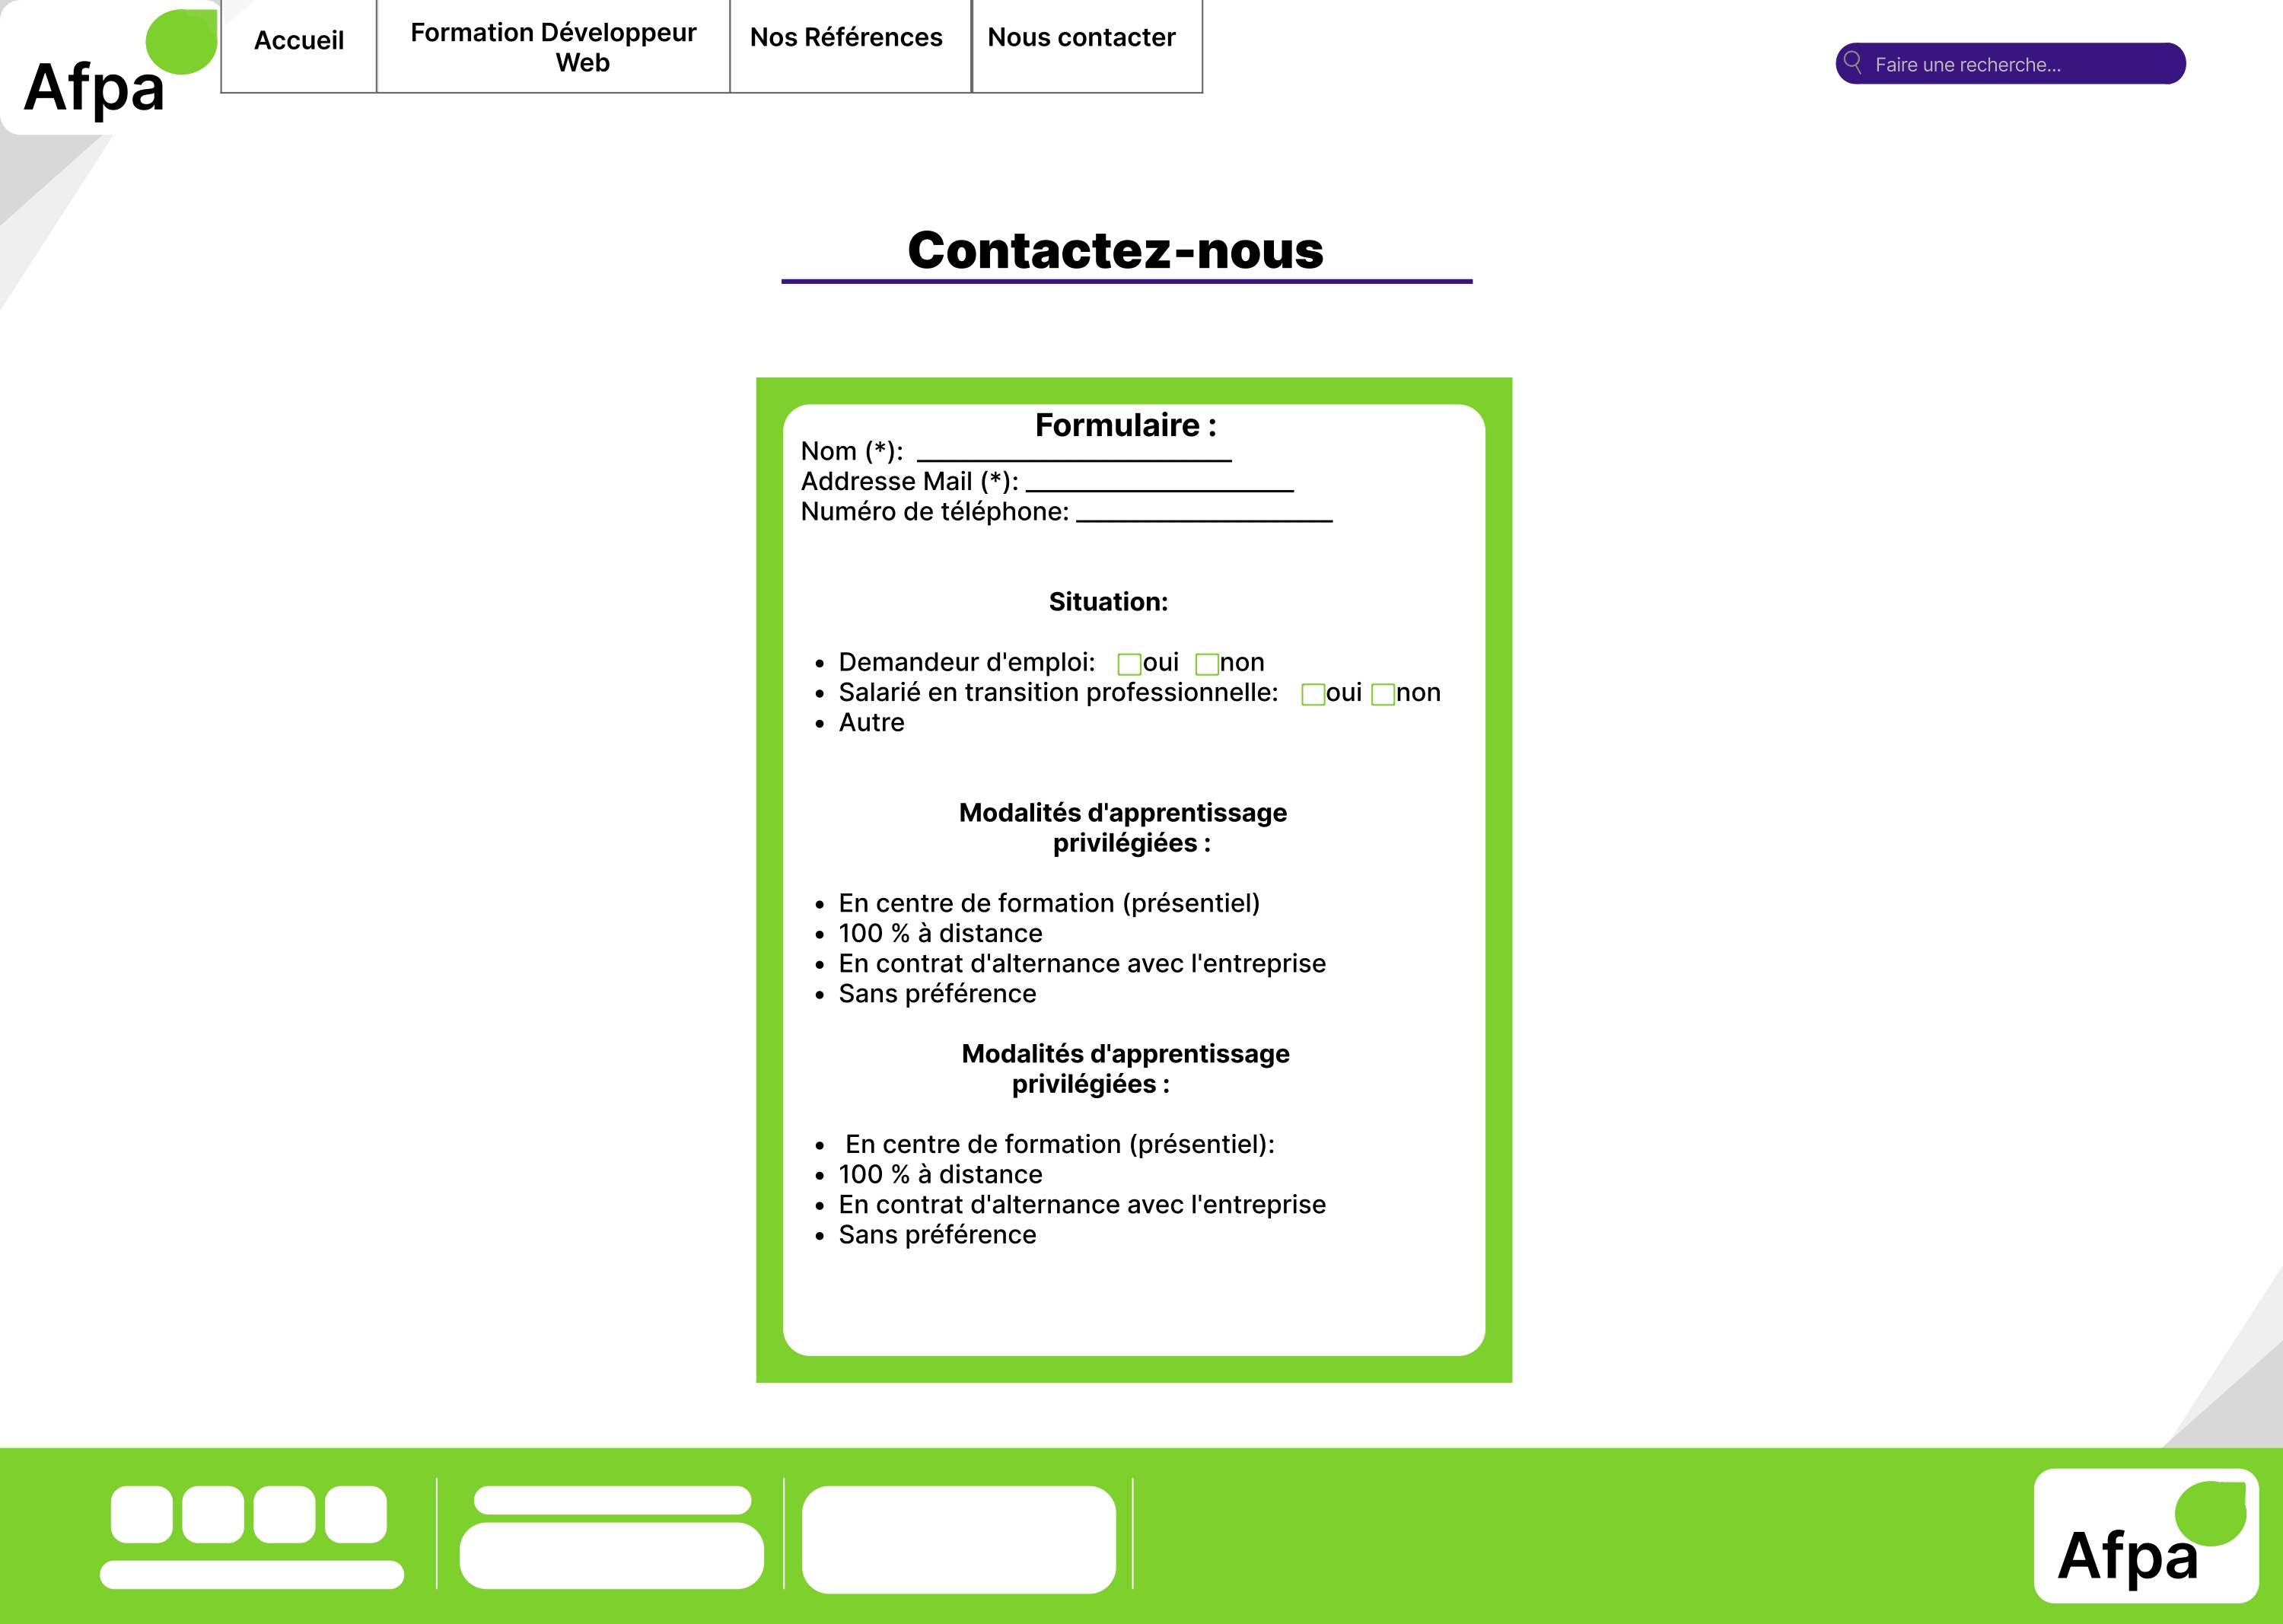 Afpa
Accueil
Formation Développeur
Web
Nos Références
Nous contacter
Faire une recherche...
Contactez-nous
Formulaire :
Nom (*):
Addresse Mail (*):
Numéro de téléphone:
Situation:
• Demandeur d'emploi: oui non
• Salarié en transition professionnelle: oui non
• Autre
Modalités d'apprentissage
privilégiées :
• En centre de formation (présentiel)
• 100 % à distance
• En contrat d'alternance avec l'entreprise
• Sans préférence
Modalités d'apprentissage
privilégiées :
• En centre de formation (présentiel):
• 100 % à distance
• En contrat d'alternance avec l'entreprise
• Sans préférence
Afpa